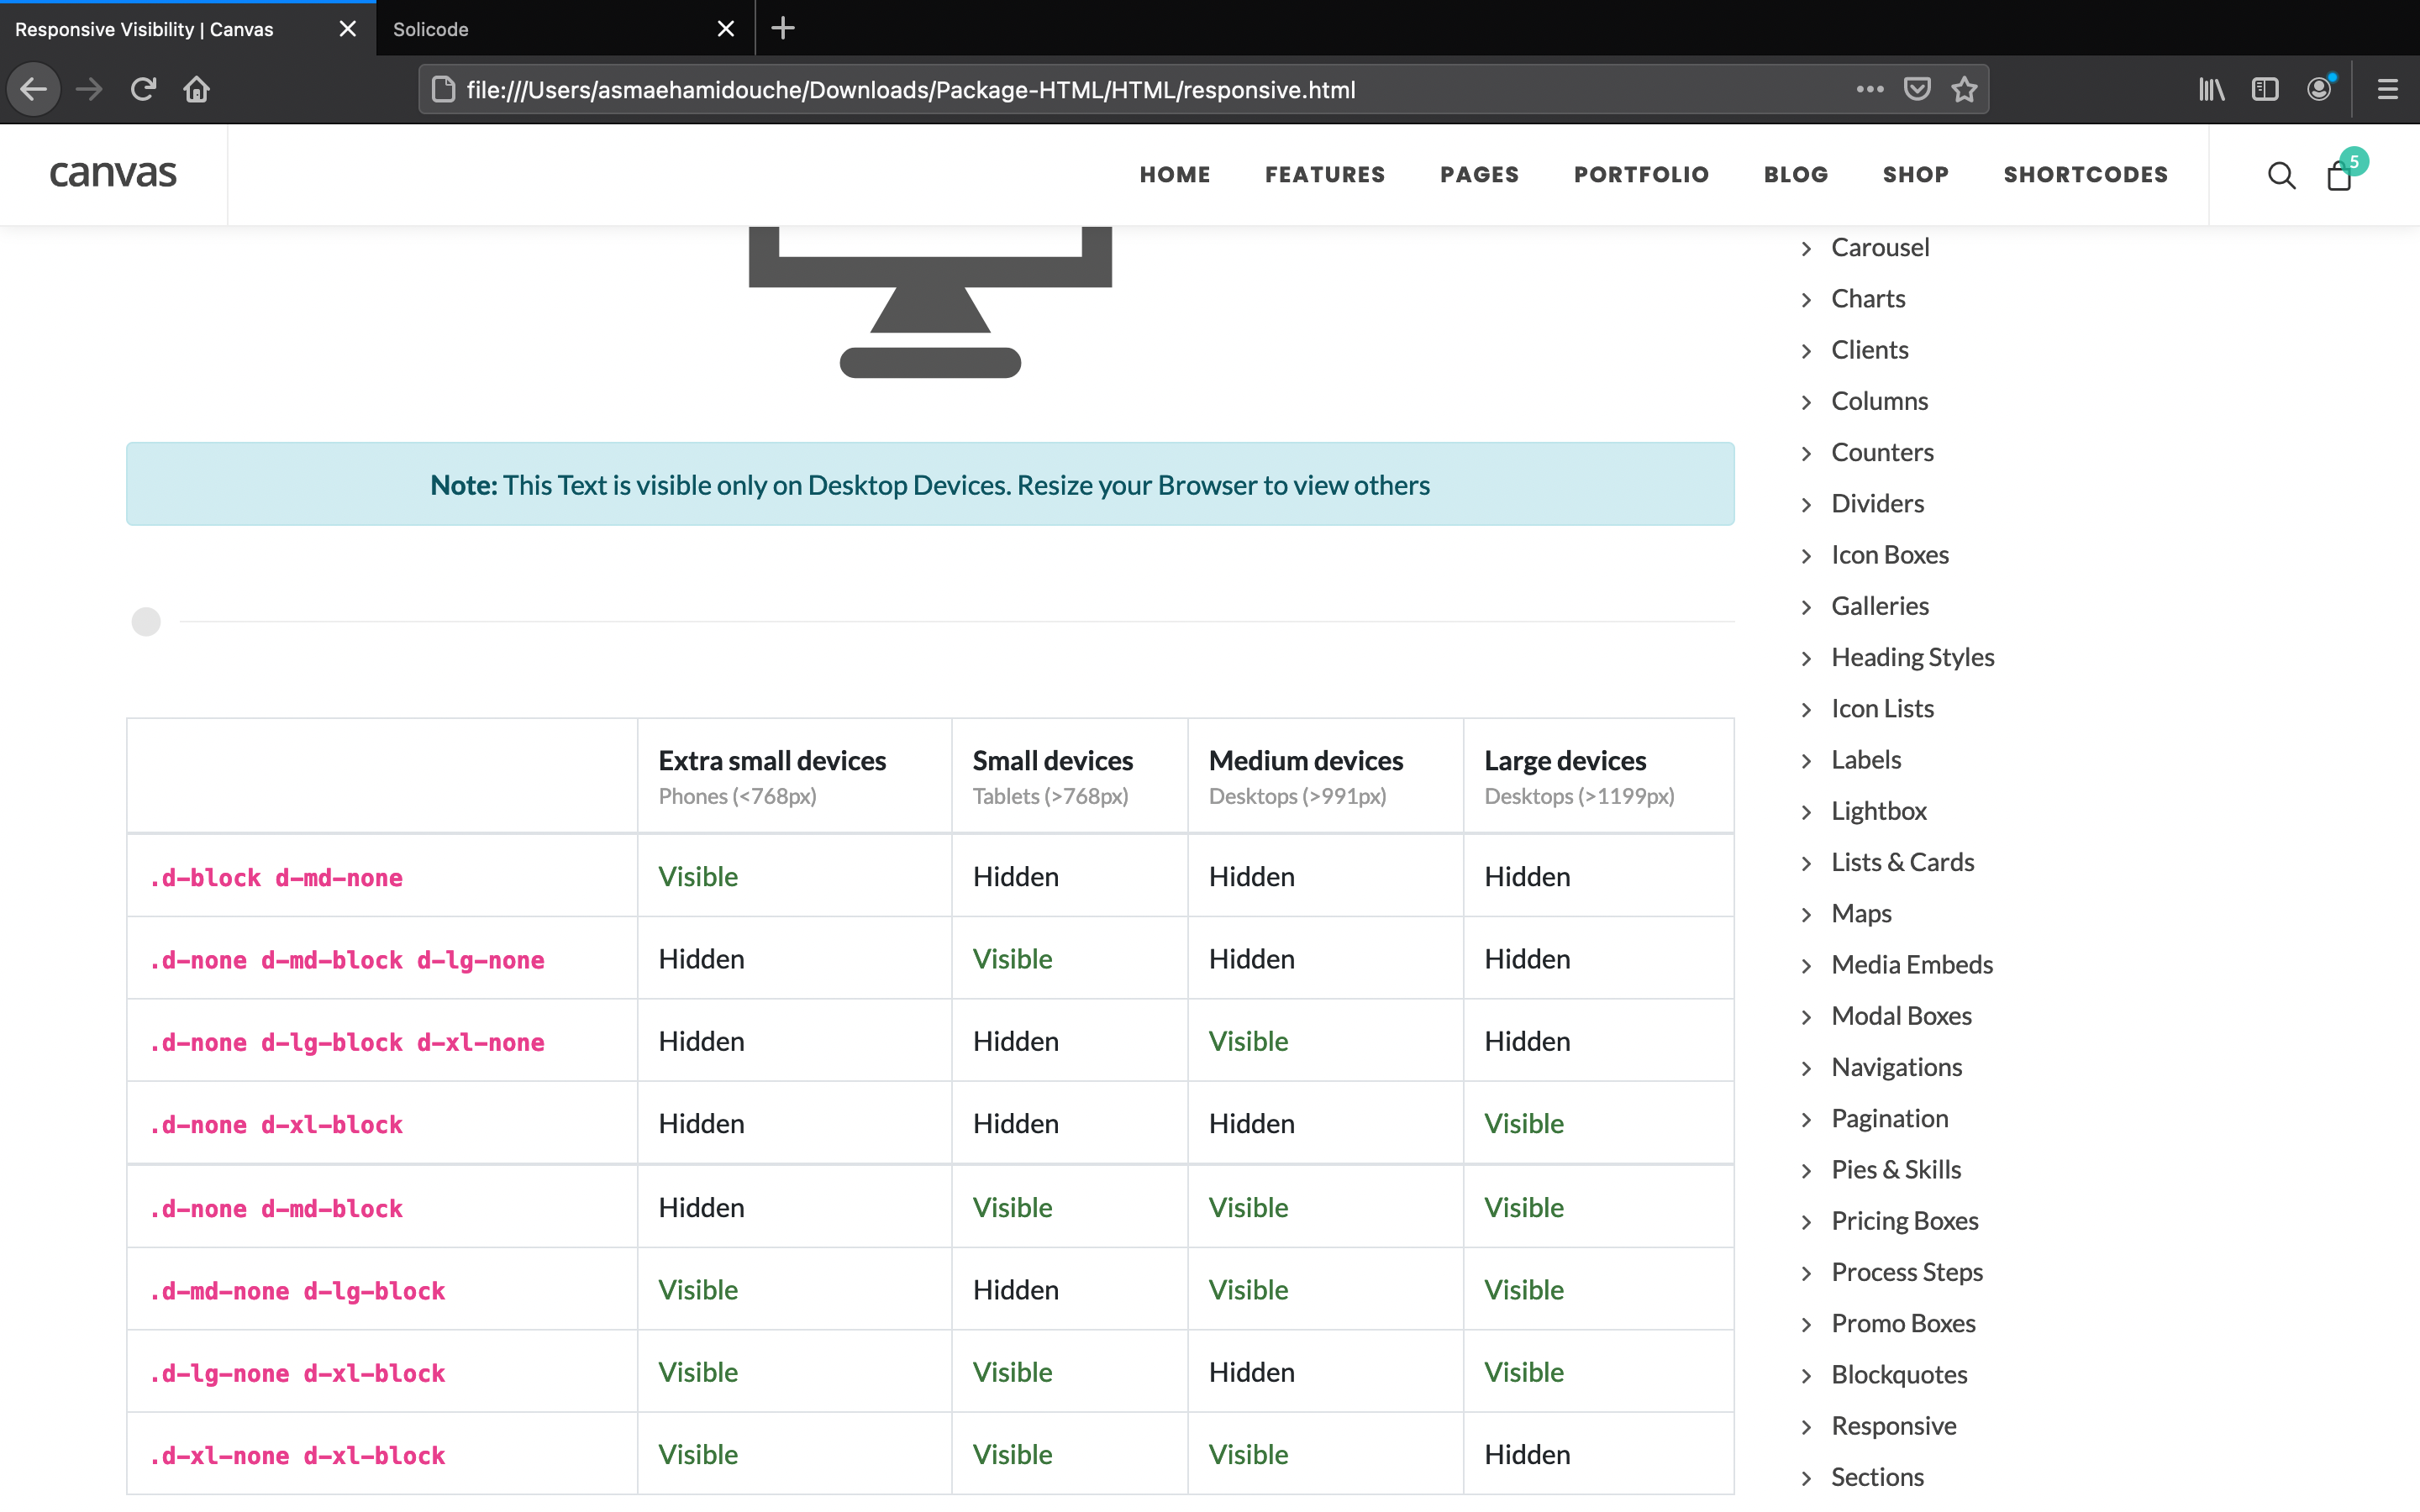 Responsive Visibility | Canvas
Solicode
file:///Users/asmaehamidouche/Downloads/Package-HTML/HTML/responsive.html
canvas
HOME FEATURES PAGES PORTFOLIO BLOG SHOP SHORTCODES
5
Note: This Text is visible only on Desktop Devices. Resize your Browser to view others
Extra small devices Small devices Medium devices Large devices
Phones (<768px) Tablets (>768px) Desktops (>991px) Desktops (>1199px)
.d-block d-md-none Visible Hidden Hidden Hidden
.d-none d-md-block d-lg-none Hidden Visible Hidden Hidden
.d-none d-lg-block d-xl-none Hidden Hidden Visible Hidden
.d-none d-xl-block Hidden Hidden Hidden Visible
.d-none d-md-block Hidden Visible Visible Visible
.d-md-none d-lg-block Visible Hidden Visible Visible
.d-lg-none d-xl-block Visible Visible Hidden Visible
.d-xl-none d-xl-block Visible Visible Visible Hidden
Carousel
Charts
Clients
Columns
Counters
Dividers
Icon Boxes
Galleries
Heading Styles
Icon Lists
Labels
Lightbox
Lists & Cards
Maps
Media Embeds
Modal Boxes
Navigations
Pagination
Pies & Skills
Pricing Boxes
Process Steps
Promo Boxes
Blockquotes
Responsive
Sections